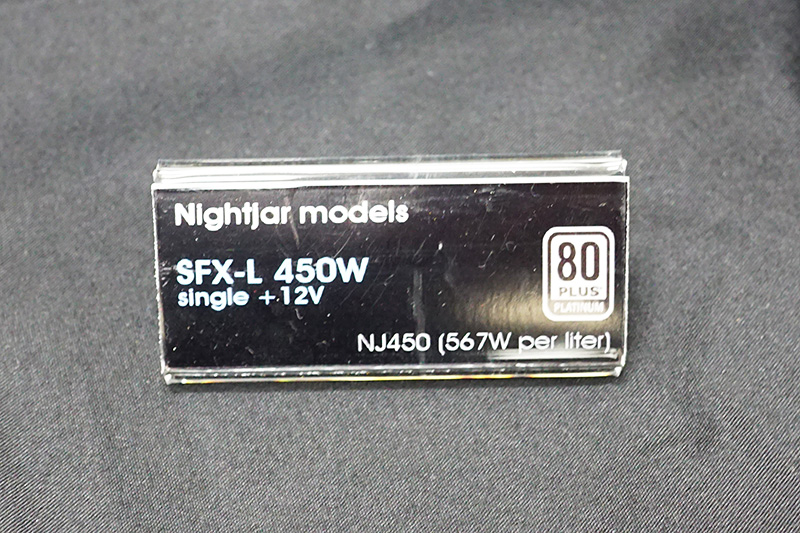 Nightjar models
SFX-L 450W
single +12V
80
PLUS
PLATINUM
NJ450 (567W per liter)